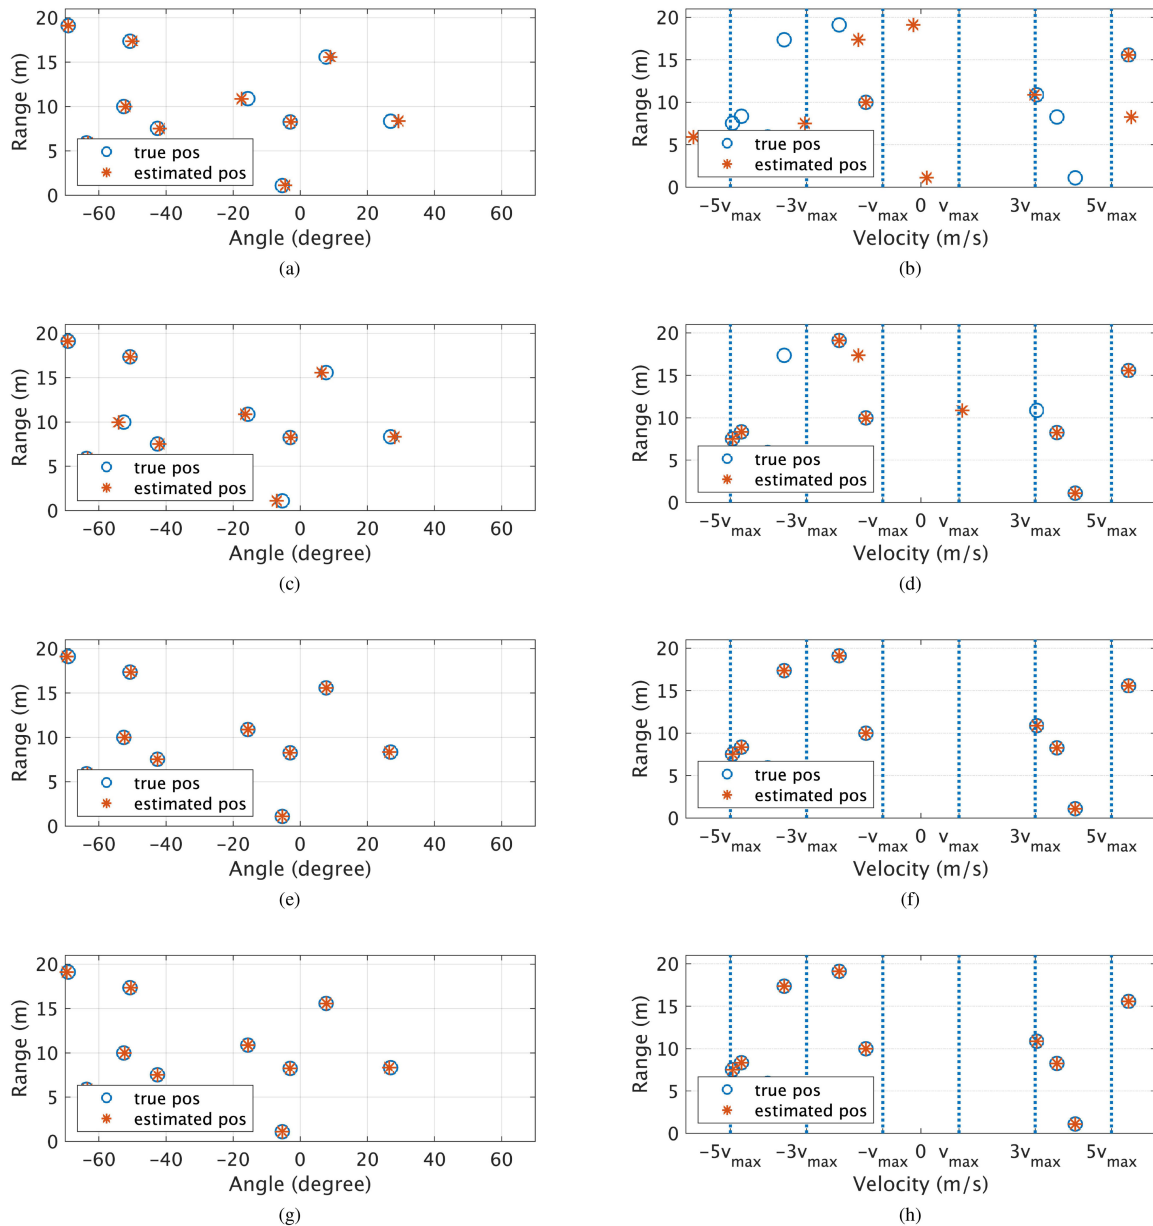 20
15
10
5
0
Range (m)
true pos
estimated pos
−60 −40 −20 0 20 40 60
Angle (degree)
(a)
20
15
10
5
0
Range (m)
true pos
estimated pos
−5vmax −3vmax −vmax 0 vmax 3vmax 5vmax
Velocity (m/s)
(b)
20
15
10
5
0
Range (m)
true pos
estimated pos
−60 −40 −20 0 20 40 60
Angle (degree)
(c)
20
15
10
5
0
Range (m)
true pos
estimated pos
−5vmax −3vmax −vmax 0 vmax 3vmax 5vmax
Velocity (m/s)
(d)
20
15
10
5
0
Range (m)
true pos
estimated pos
−60 −40 −20 0 20 40 60
Angle (degree)
(e)
20
15
10
5
0
Range (m)
true pos
estimated pos
−5vmax −3vmax −vmax 0 vmax 3vmax 5vmax
Velocity (m/s)
(f)
20
15
10
5
0
Range (m)
true pos
estimated pos
−60 −40 −20 0 20 40 60
Angle (degree)
(g)
20
15
10
5
0
Range (m)
true pos
estimated pos
−5vmax −3vmax −vmax 0 vmax 3vmax 5vmax
Velocity (m/s)
(h)